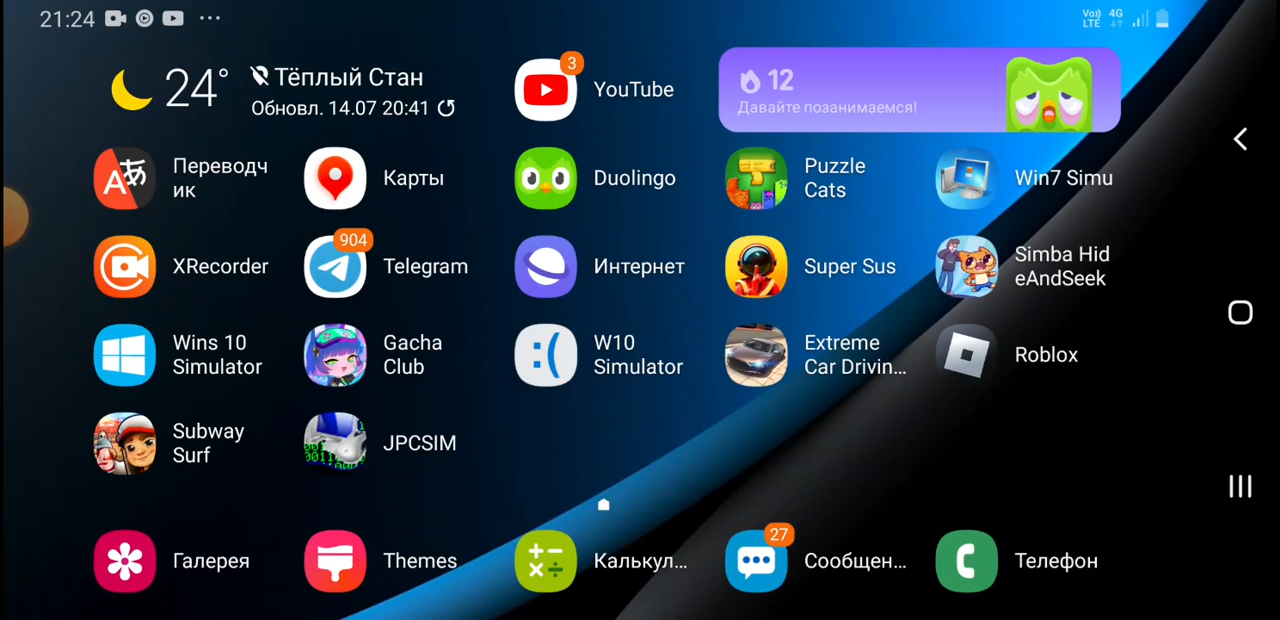 21:24
Vo))
LTE
4G
24°
Тёплый Стан
Обновл. 14.07 20:41
3
YouTube
12
Давайте позанимаемся!
Переводч
ик
Карты
Duolingo
Puzzle
Cats
Win7 Simu
XRecorder
904
Telegram
Интернет
Super Sus
Simba Hid
eAndSeek
Wins 10
Simulator
Gacha
Club
:(
W10
Simulator
Extreme
Car Drivin...
Roblox
Subway
Surf
JPCSIM
Галерея
Themes
Калькул...
27
Сообщен...
Телефон